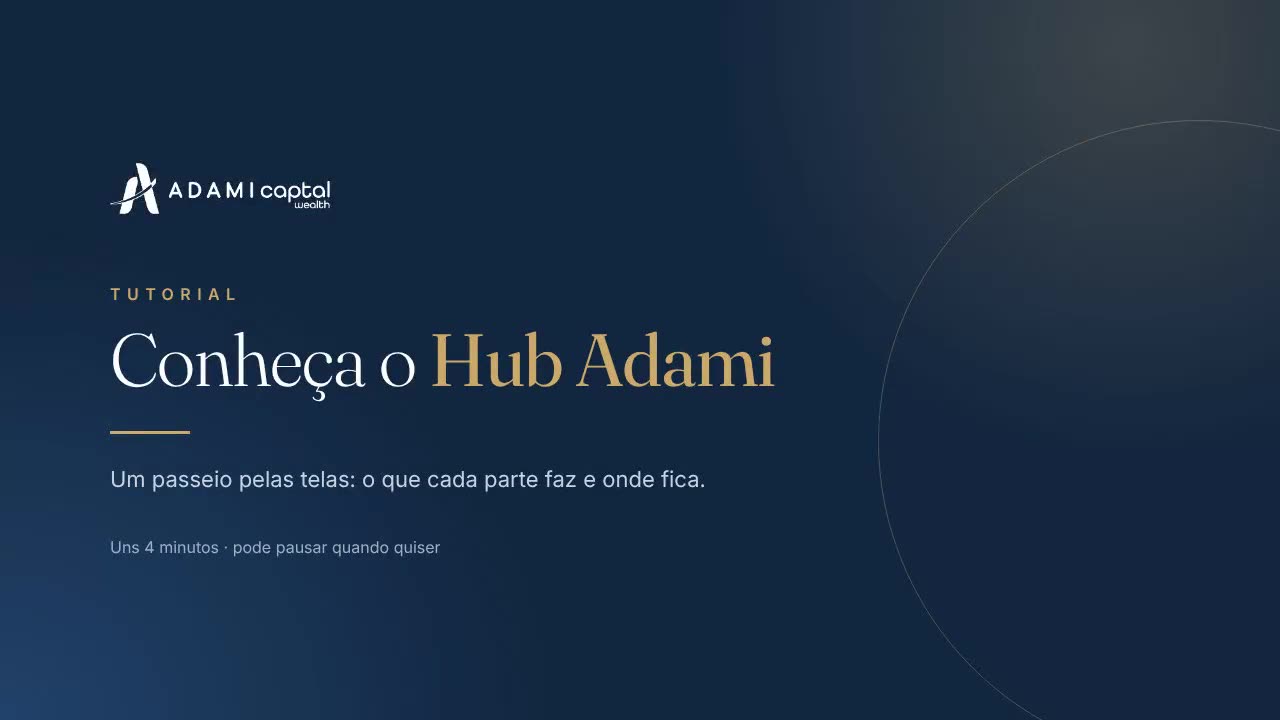 ADAMI captal
wealth
TUTORIAL
Conheça o Hub Adami
Um passeio pelas telas: o que cada parte faz e onde fica.
Uns 4 minutos · pode pausar quando quiser